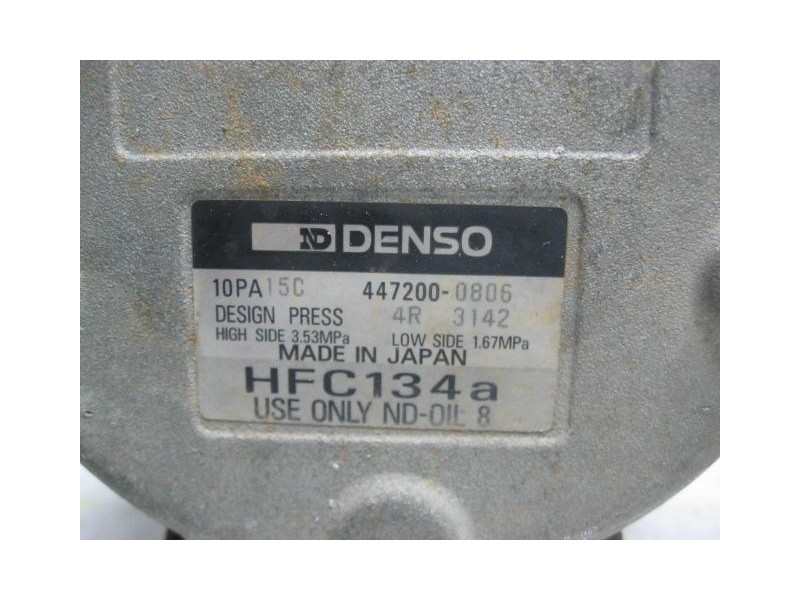 ND DENSO
10PA15C 447200-0806
DESIGN PRESS 4R 3142
HIGH SIDE 3.53MPa LOW SIDE 1.67MPa
MADE IN JAPAN
HFC134a
USE ONLY ND-OIL 8